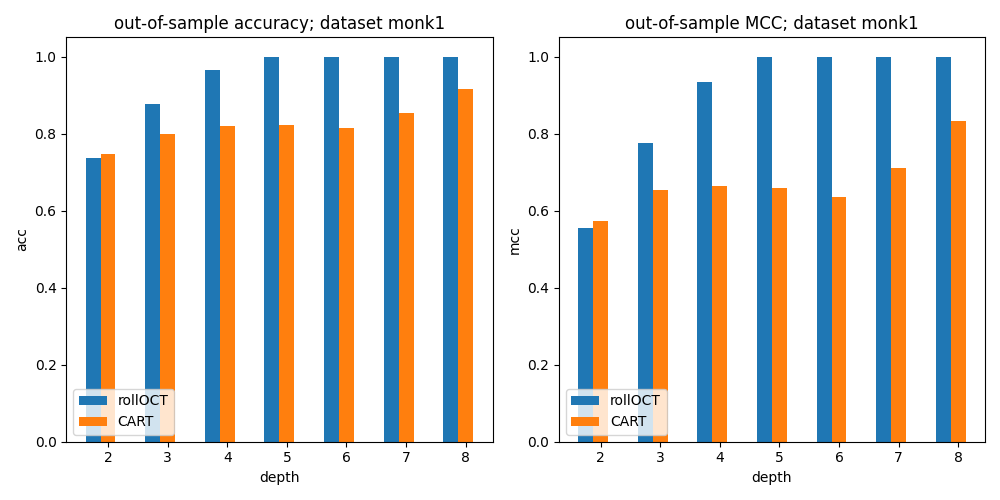 out-of-sample accuracy; dataset monk1
acc
1.0
0.8
0.6
0.4
0.2
0.0
rollOCT
CART
2 3 4 5 6 7 8
depth
out-of-sample MCC; dataset monk1
mcc
1.0
0.8
0.6
0.4
0.2
0.0
rollOCT
CART
2 3 4 5 6 7 8
depth